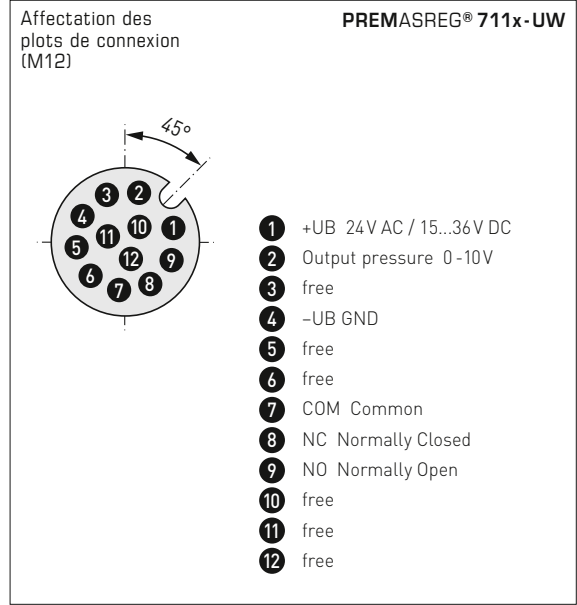 Affectation des
plots de connexion
(M12)
PREMASREG® 711x-UW
45°
3 2
4 11 10 1
5 12 9
6 7 8
1 +UB 24V AC / 15...36V DC
2 Output pressure 0-10V
3 free
4 –UB GND
5 free
6 free
7 COM Common
8 NC Normally Closed
9 NO Normally Open
10 free
11 free
12 free